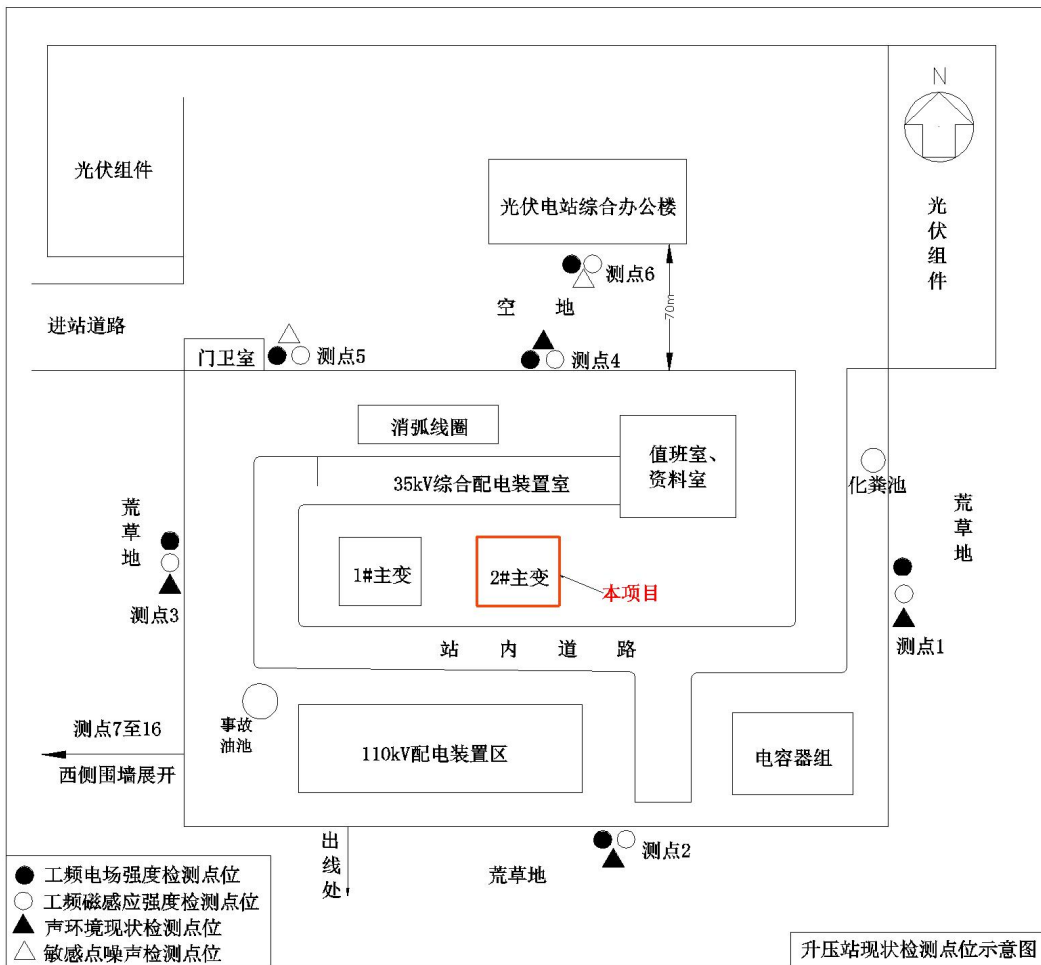 N
光伏组件
光伏电站综合办公楼
光伏组件
测点6
空地
70m
进站道路
门卫室
测点5
测点4
消弧线圈
值班室、
资料室
35kV综合配电装置室
化粪池
荒草地
荒草地
1#主变
2#主变
本项目
测点3
测点1
站内道路
测点7至16
西侧围墙展开
事故
油池
110kV配电装置区
电容器组
出线处
测点2
荒草地
工频电场强度检测点位
工频磁感应强度检测点位
声环境现状检测点位
敏感点噪声检测点位
升压站现状检测点位示意图